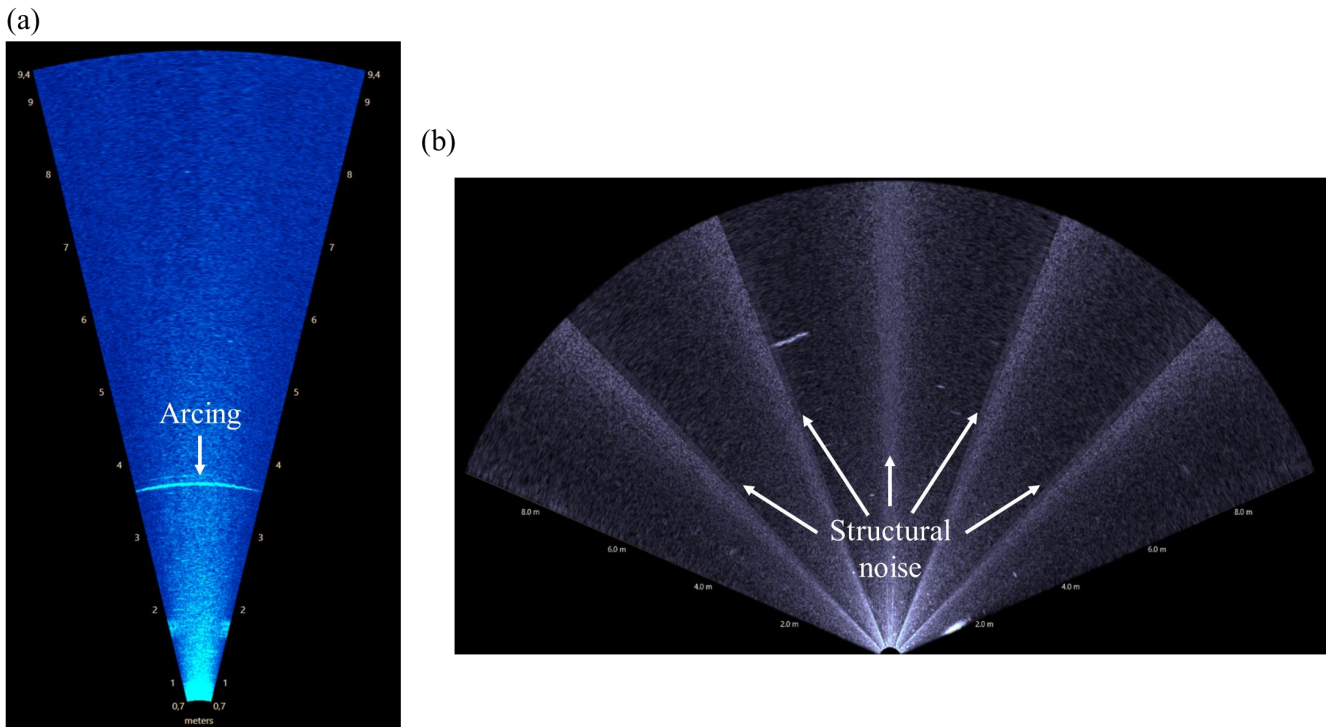 (a)
9,4 9,4
9 9
8 8
7 7
6 6
5 5
Arcing
4 4
3 3
2 2
1 1
0,7 0,7
meters
(b)
8.0 m 8.0 m
Structural
noise
6.0 m 6.0 m
4.0 m 4.0 m
2.0 m 2.0 m